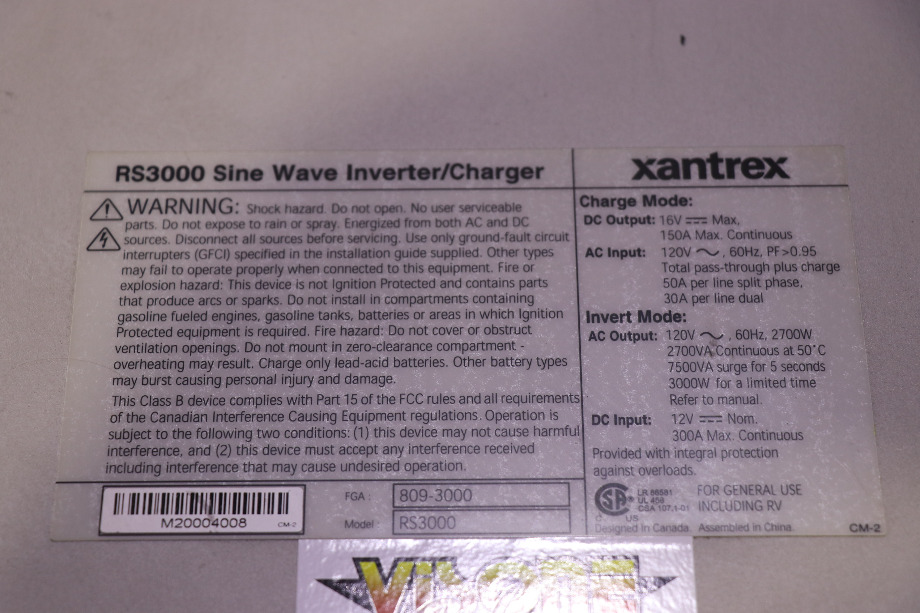 RS3000 Sine Wave Inverter/Charger
WARNING: Shock hazard. Do not open. No user serviceable
parts. Do not expose to rain or spray. Energized from both AC and DC
sources. Disconnect all sources before servicing. Use only ground-fault circuit
interrupters (GFCI) specified in the installation guide supplied. Other types
may fail to operate properly when connected to this equipment. Fire or
explosion hazard: This device is not Ignition Protected and contains parts
that produce arcs or sparks. Do not install in compartments containing
gasoline fueled engines, gasoline tanks, batteries or areas in which Ignition
Protected equipment is required. Fire hazard: Do not cover or obstruct
ventilation openings. Do not mount in zero-clearance compartment -
overheating may result. Charge only lead-acid batteries. Other battery types
may burst causing personal injury and damage.
This Class B device complies with Part 15 of the FCC rules and all requirements
of the Canadian Interference Causing Equipment regulations. Operation is
subject to the following two conditions: (1) this device may not cause harmful
interference, and (2) this device must accept any interference received
including interference that may cause undesired operation.
M20004008 CM-2
FGA : 809-3000
Model : RS3000
xantrex
Charge Mode:
DC Output: 16V ⎓ Max,
150A Max. Continuous
AC Input: 120V ~ , 60Hz, PF>0.95
Total pass-through plus charge
50A per line split phase,
30A per line dual
Invert Mode:
AC Output: 120V ~ , 60Hz, 2700W
2700VA,Continuous at 50°C
7500VA surge for 5 seconds
3000W for a limited time
Refer to manual.
DC Input: 12V ⎓ Nom,
300A Max. Continuous
Provided with integral protection
against overloads.
LR 88581
UL 458
CSA 107.1-01
C US
FOR GENERAL USE
INCLUDING RV
Designed in Canada. Assembled in China.
CM-2